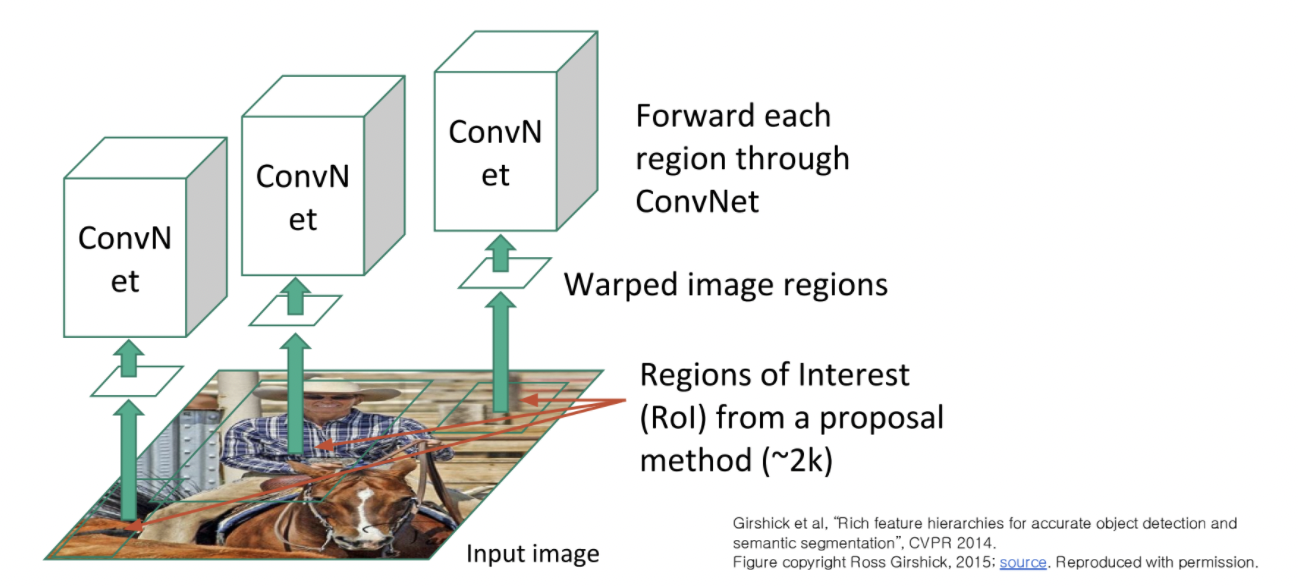 ConvN
et
ConvN
et
ConvN
et
Forward each
region through
ConvNet
Warped image regions
Regions of Interest
(RoI) from a proposal
method (~2k)
Input image
Girshick et al, “Rich feature hierarchies for accurate object detection and
semantic segmentation”, CVPR 2014.
Figure copyright Ross Girshick, 2015; source. Reproduced with permission.